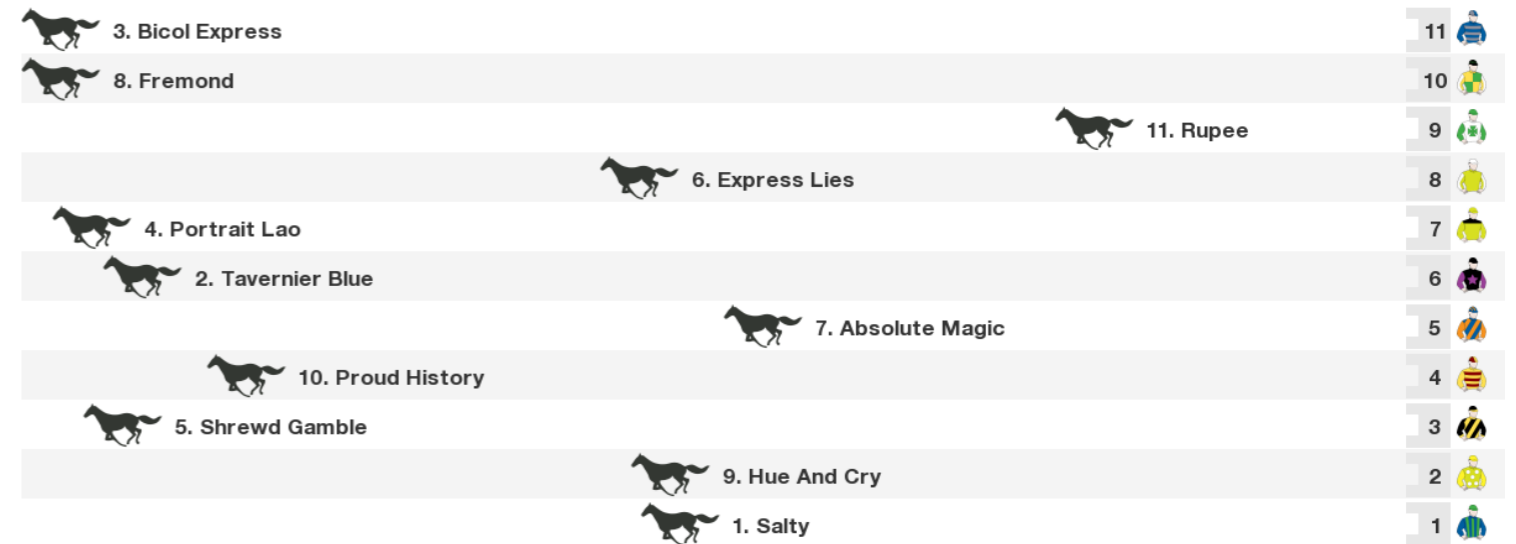 3. Bicol Express 11
8. Fremond 10
11. Rupee 9
6. Express Lies 8
4. Portrait Lao 7
2. Tavernier Blue 6
7. Absolute Magic 5
10. Proud History 4
5. Shrewd Gamble 3
9. Hue And Cry 2
1. Salty 1